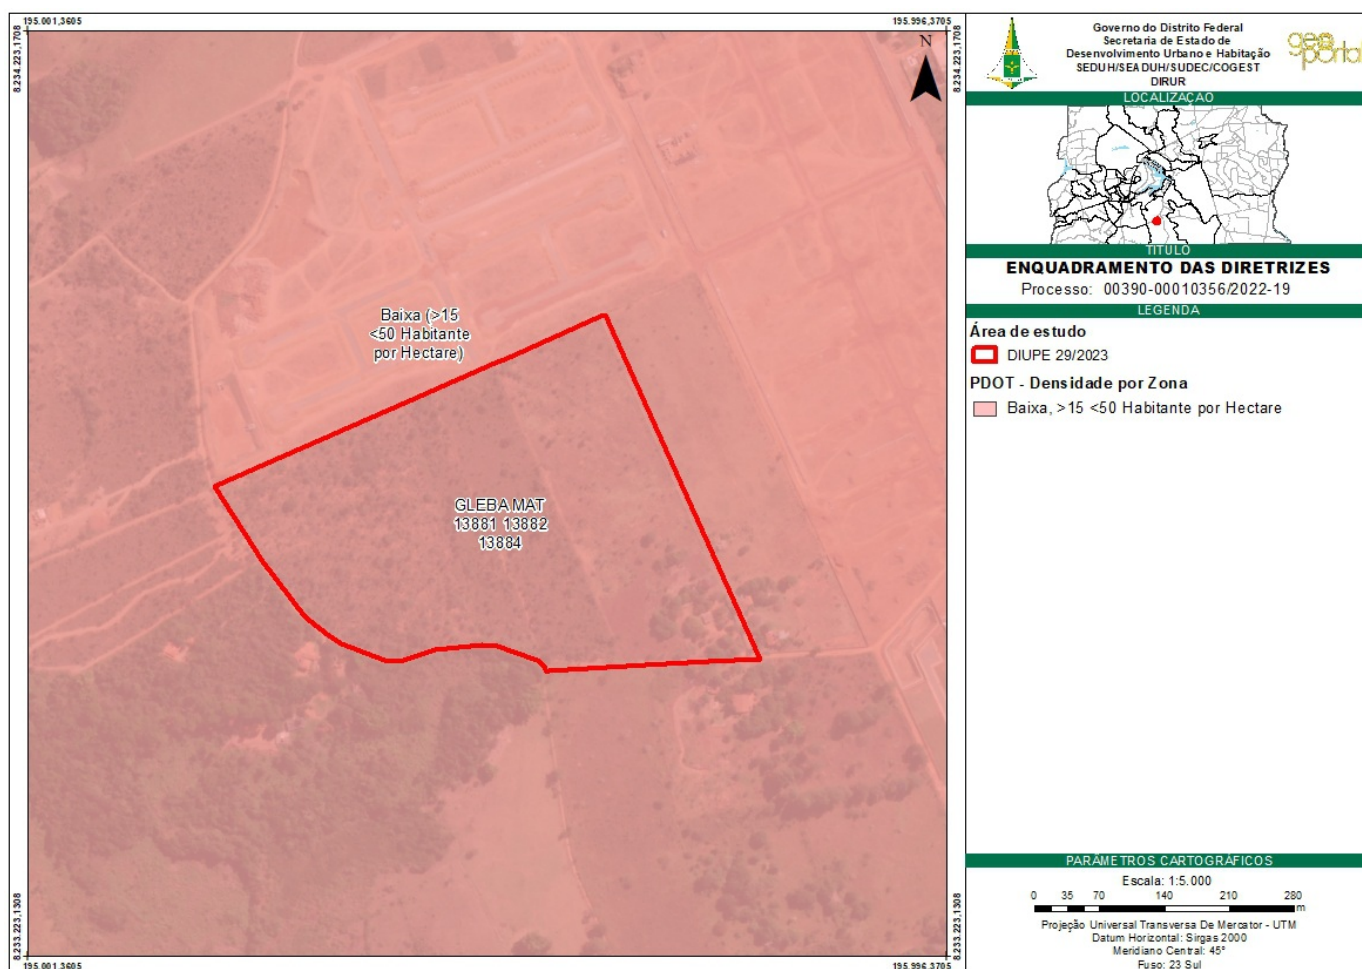 195.001,3605
195.996,3705
8.234.223,1708
8.234.223,1708
N
Baixa (>15
<50 Habitante
por Hectare)
GLEBA MAT
13881 13882
13884
8.233.223,1308
8.233.223,1308
195.001,3605
195.996,3705
Governo do Distrito Federal
Secretaria de Estado de
Desenvolvimento Urbano e Habitação
SEDUH/SEADUH/SUDEC/COGEST
DIRUR
geo
portal
LOCALIZAÇAO
TITULO
ENQUADRAMENTO DAS DIRETRIZES
Processo: 00390-00010356/2022-19
LEGENDA
Área de estudo
DIUPE 29/2023
PDOT - Densidade por Zona
Baixa, >15 <50 Habitante por Hectare
PARÂMETROS CARTOGRÁFICOS
Escala: 1:5.000
0 35 70 140 210 280
m
Projeção Universal Transversa De Mercator - UTM
Datum Horizontal: Sirgas 2000
Meridiano Central: 45°
Fuso: 23 Sul